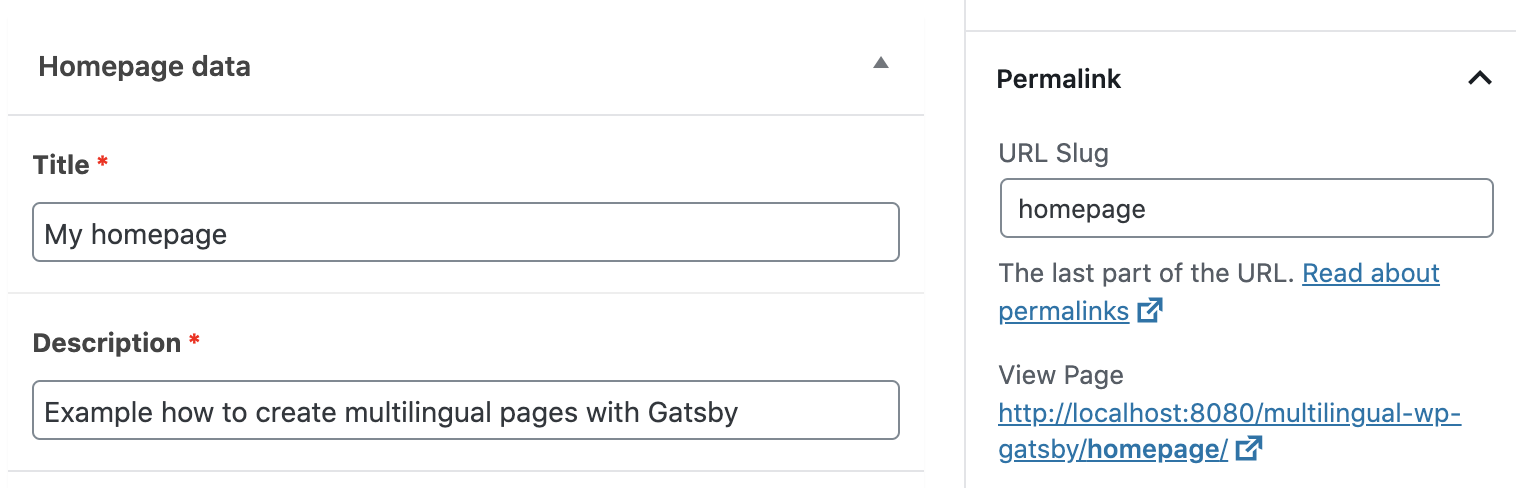 Homepage data
Title *
My homepage
Description *
Example how to create multilingual pages with Gatsby
Permalink
URL Slug
homepage
The last part of the URL. Read about
permalinks
View Page
http://localhost:8080/multilingual-wp-
gatsby/homepage/